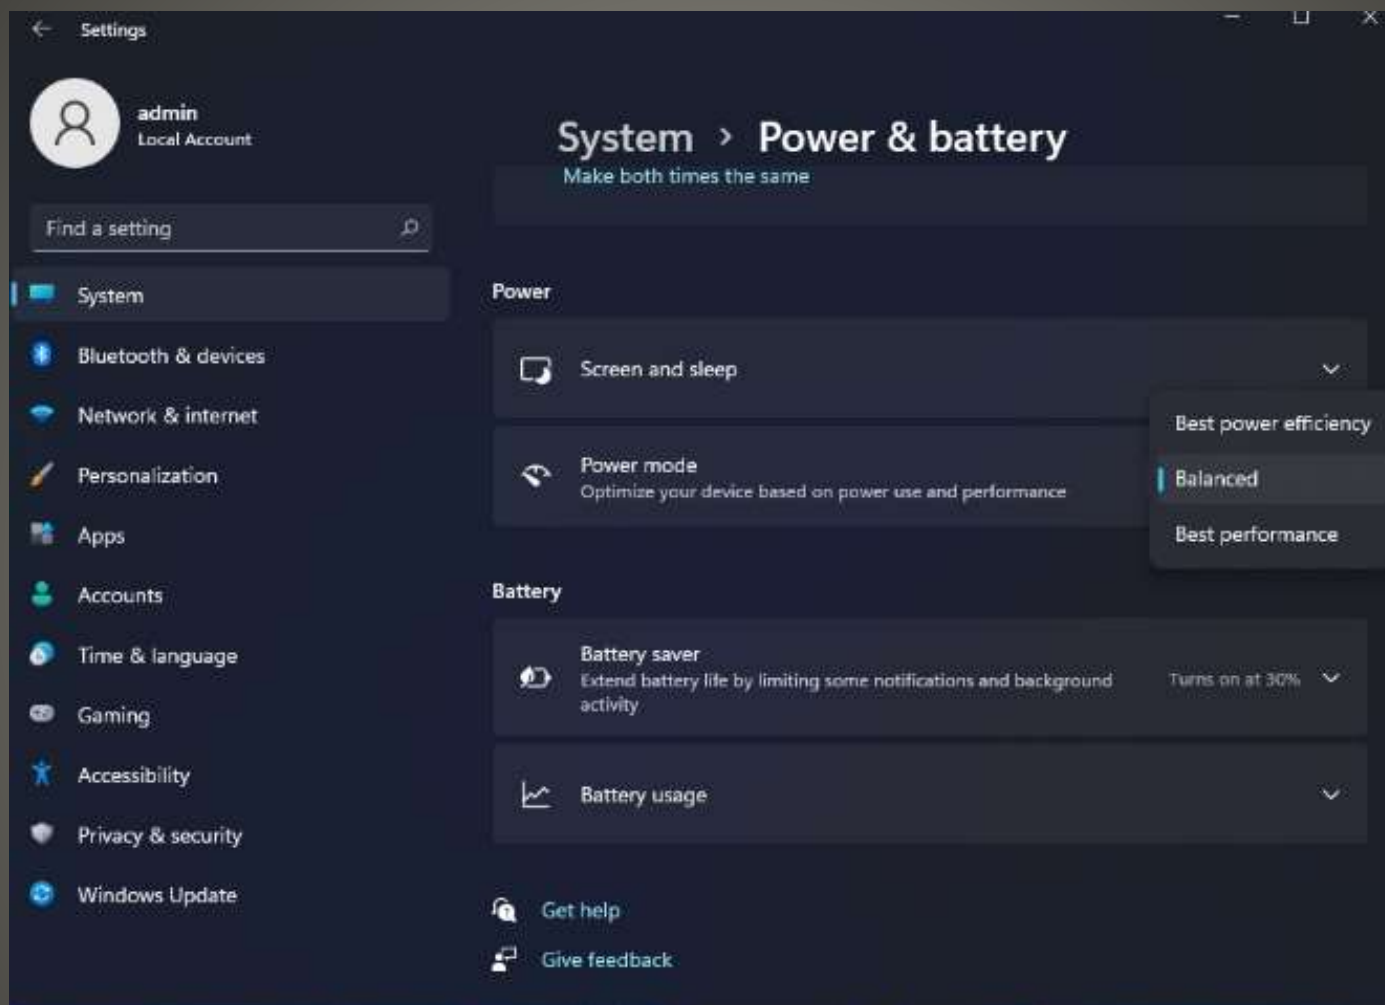 Settings
admin
Local Account
Find a setting
System
Bluetooth & devices
Network & internet
Personalization
Apps
Accounts
Time & language
Gaming
Accessibility
Privacy & security
Windows Update
System > Power & battery
Make both times the same
Power
Screen and sleep
Power mode
Optimize your device based on power use and performance
Best power efficiency
Balanced
Best performance
Battery
Battery saver
Extend battery life by limiting some notifications and background
activity
Turns on at 30%
Battery usage
Get help
Give feedback